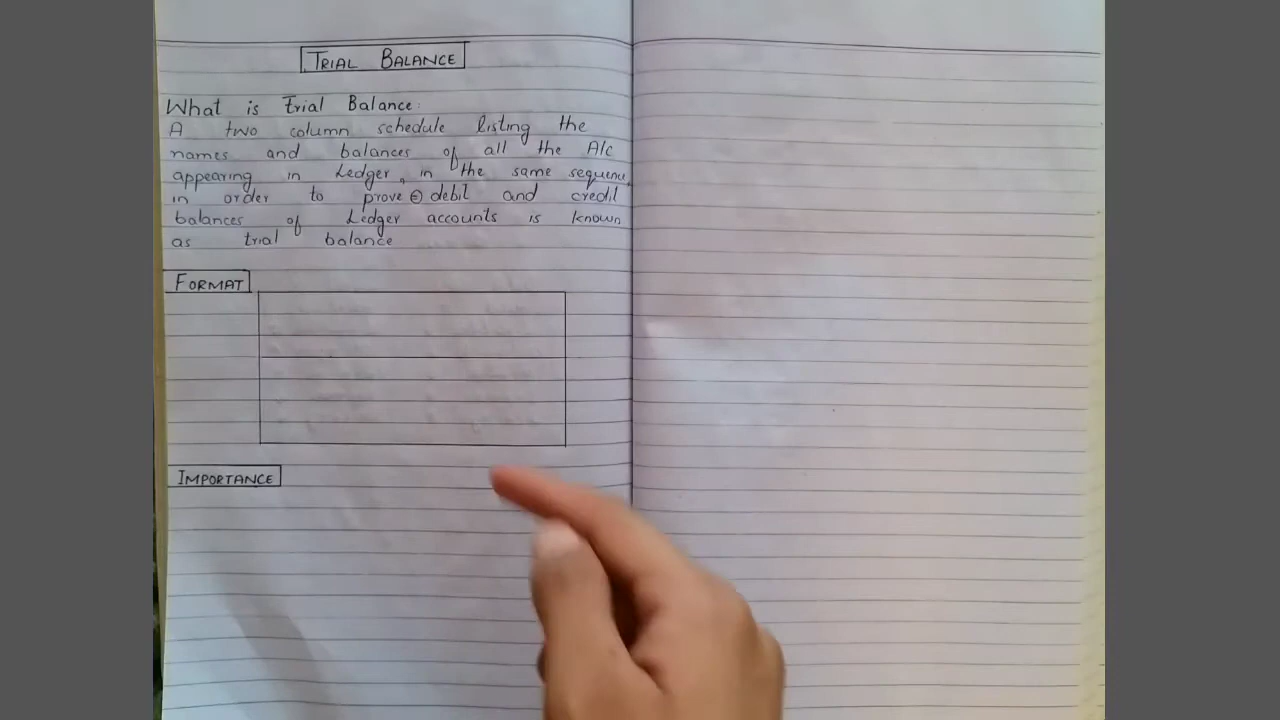 TRIAL BALANCE
What is trial Balance:
A two column schedule listing the
names and balances of all the A/c
appearing in Ledger, in the same sequence,
in order to prove debit and credit
balances of Ledger accounts is known
as trial balance
FORMAT
IMPORTANCE